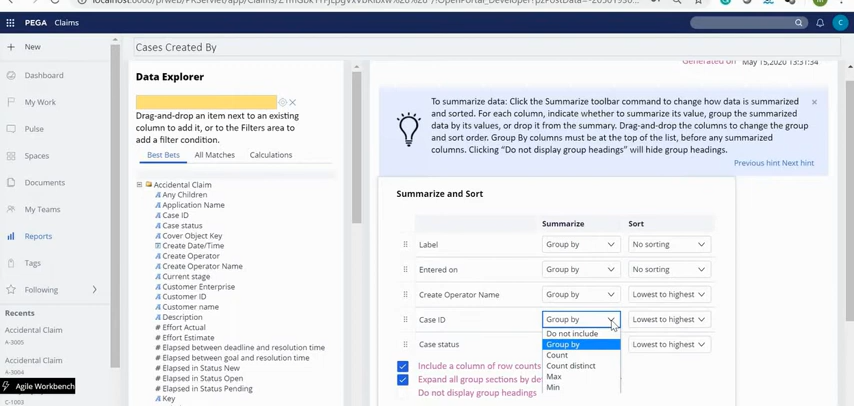 PEGA Claims
C
New
Dashboard
My Work
Pulse
Spaces
Documents
My Teams
Reports
Tags
Following
Recents
Accidental Claim
A-3005
Accidental Claim
A-3004
Agile Workbench
C-1003
Cases Created By
Data Explorer
Drag-and-drop an item next to an existing
column to add it, or to the Filters area to
add a filter condition.
Best Bets All Matches Calculations
Accidental Claim
Any Children
Application Name
Case ID
Case status
Cover Object Key
Create Date/Time
Create Operator
Create Operator Name
Current stage
Customer Enterprise
Customer ID
Customer name
Description
# Effort Actual
# Effort Estimate
# Elapsed between deadline and resolution time
# Elapsed between goal and resolution time
# Elapsed in Status New
# Elapsed in Status Open
# Elapsed in Status Pending
Key
Generated on May 15,2020 13:31:34
To summarize data: Click the Summarize toolbar command to change how data is summarized
and sorted. For each column, indicate whether to summarize its value, group the summarized
data by its values, or drop it from the summary. Drag-and-drop the columns to change the group
and sort order. Group By columns must be at the top of the list, before any summarized
columns. Clicking "Do not display group headings" will hide group headings.
Previous hint Next hint
Summarize and Sort
Summarize Sort
Label Group by No sorting
Entered on Group by No sorting
Create Operator Name Group by Lowest to highest
Case ID Group by Lowest to highest
Do not include
Case status Group by Lowest to highest
Count
Count distinct
Max
Min
Include a column of row counts
Expand all group sections by de
Do not display group headings